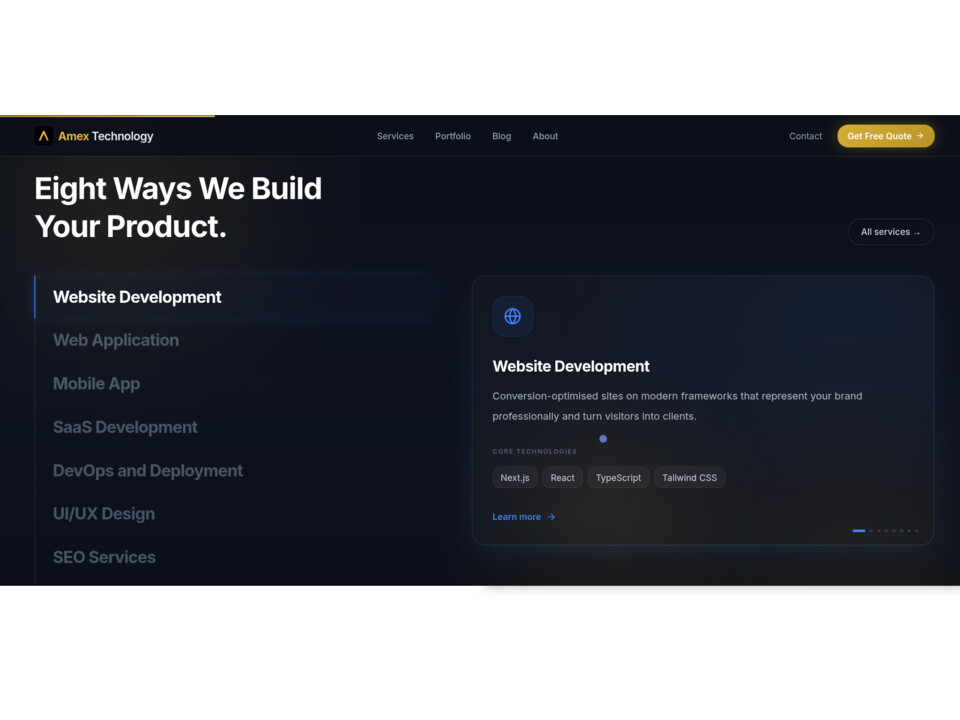 Amex Technology
Services
Portfolio
Blog
About
Contact
Get Free Quote →
Eight Ways We Build
Your Product.
All services →
Website Development
Web Application
Mobile App
SaaS Development
DevOps and Deployment
UI/UX Design
SEO Services
Website Development
Conversion-optimised sites on modern frameworks that represent your brand
professionally and turn visitors into clients.
CORE TECHNOLOGIES
Next.js
React
TypeScript
Tailwind CSS
Learn more →